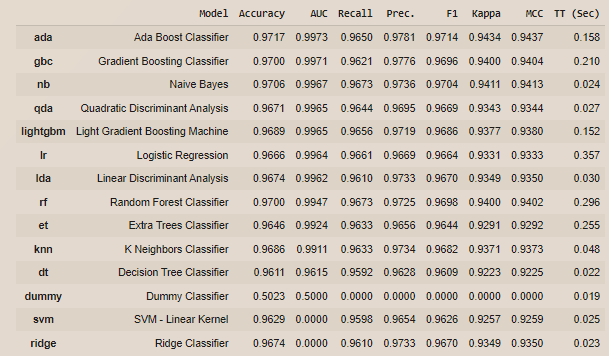 Model Accuracy AUC Recall Prec. F1 Kappa MCC TT (Sec)
ada Ada Boost Classifier 0.9717 0.9973 0.9650 0.9781 0.9714 0.9434 0.9437 0.158
gbc Gradient Boosting Classifier 0.9700 0.9971 0.9621 0.9776 0.9696 0.9400 0.9404 0.210
nb Naive Bayes 0.9706 0.9967 0.9673 0.9736 0.9704 0.9411 0.9413 0.024
qda Quadratic Discriminant Analysis 0.9671 0.9965 0.9644 0.9695 0.9669 0.9343 0.9344 0.027
lightgbm Light Gradient Boosting Machine 0.9689 0.9965 0.9656 0.9719 0.9686 0.9377 0.9380 0.152
lr Logistic Regression 0.9666 0.9964 0.9661 0.9669 0.9664 0.9331 0.9333 0.357
lda Linear Discriminant Analysis 0.9674 0.9962 0.9610 0.9733 0.9670 0.9349 0.9350 0.030
rf Random Forest Classifier 0.9700 0.9947 0.9673 0.9725 0.9698 0.9400 0.9402 0.296
et Extra Trees Classifier 0.9646 0.9924 0.9633 0.9656 0.9644 0.9291 0.9292 0.255
knn K Neighbors Classifier 0.9686 0.9911 0.9633 0.9734 0.9682 0.9371 0.9373 0.048
dt Decision Tree Classifier 0.9611 0.9615 0.9592 0.9628 0.9609 0.9223 0.9225 0.022
dummy Dummy Classifier 0.5023 0.5000 0.0000 0.0000 0.0000 0.0000 0.0000 0.019
svm SVM - Linear Kernel 0.9629 0.0000 0.9598 0.9654 0.9626 0.9257 0.9259 0.025
ridge Ridge Classifier 0.9674 0.0000 0.9610 0.9733 0.9670 0.9349 0.9350 0.023